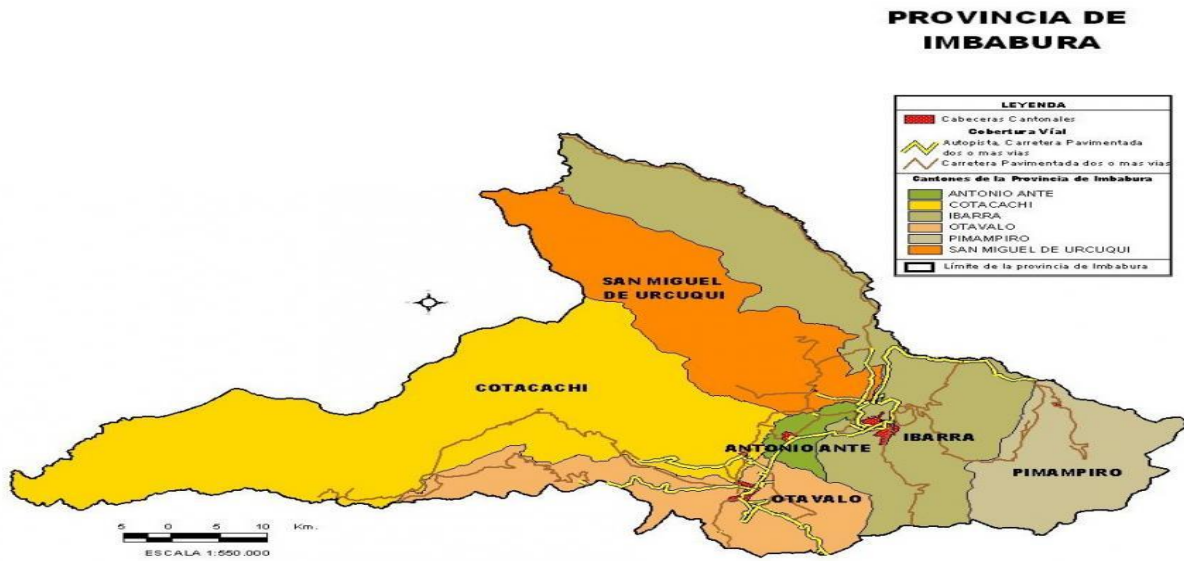 PROVINCIA DE
IMBABURA
LEYENDA
Cabeceras Cantonales
Cobertura Víal
Autopista, Carretera Pavimentada
dos o mas vias
Carretera Pavimentada dos o mas vias
Cantones de la Provincia de Imbabura
ANTONIO ANTE
COTACACHI
IBARRA
OTAVALO
PIMAMPIRO
SAN MIGUEL DE URCUQUI
Límite de la provincia de Imbabura
SAN MIGUEL
DE URCUQUI
COTACACHI
ANTONIO ANTE
IBARRA
PIMAMPIRO
OTAVALO
5 0 5 10 Km.
ESCALA 1:550.000